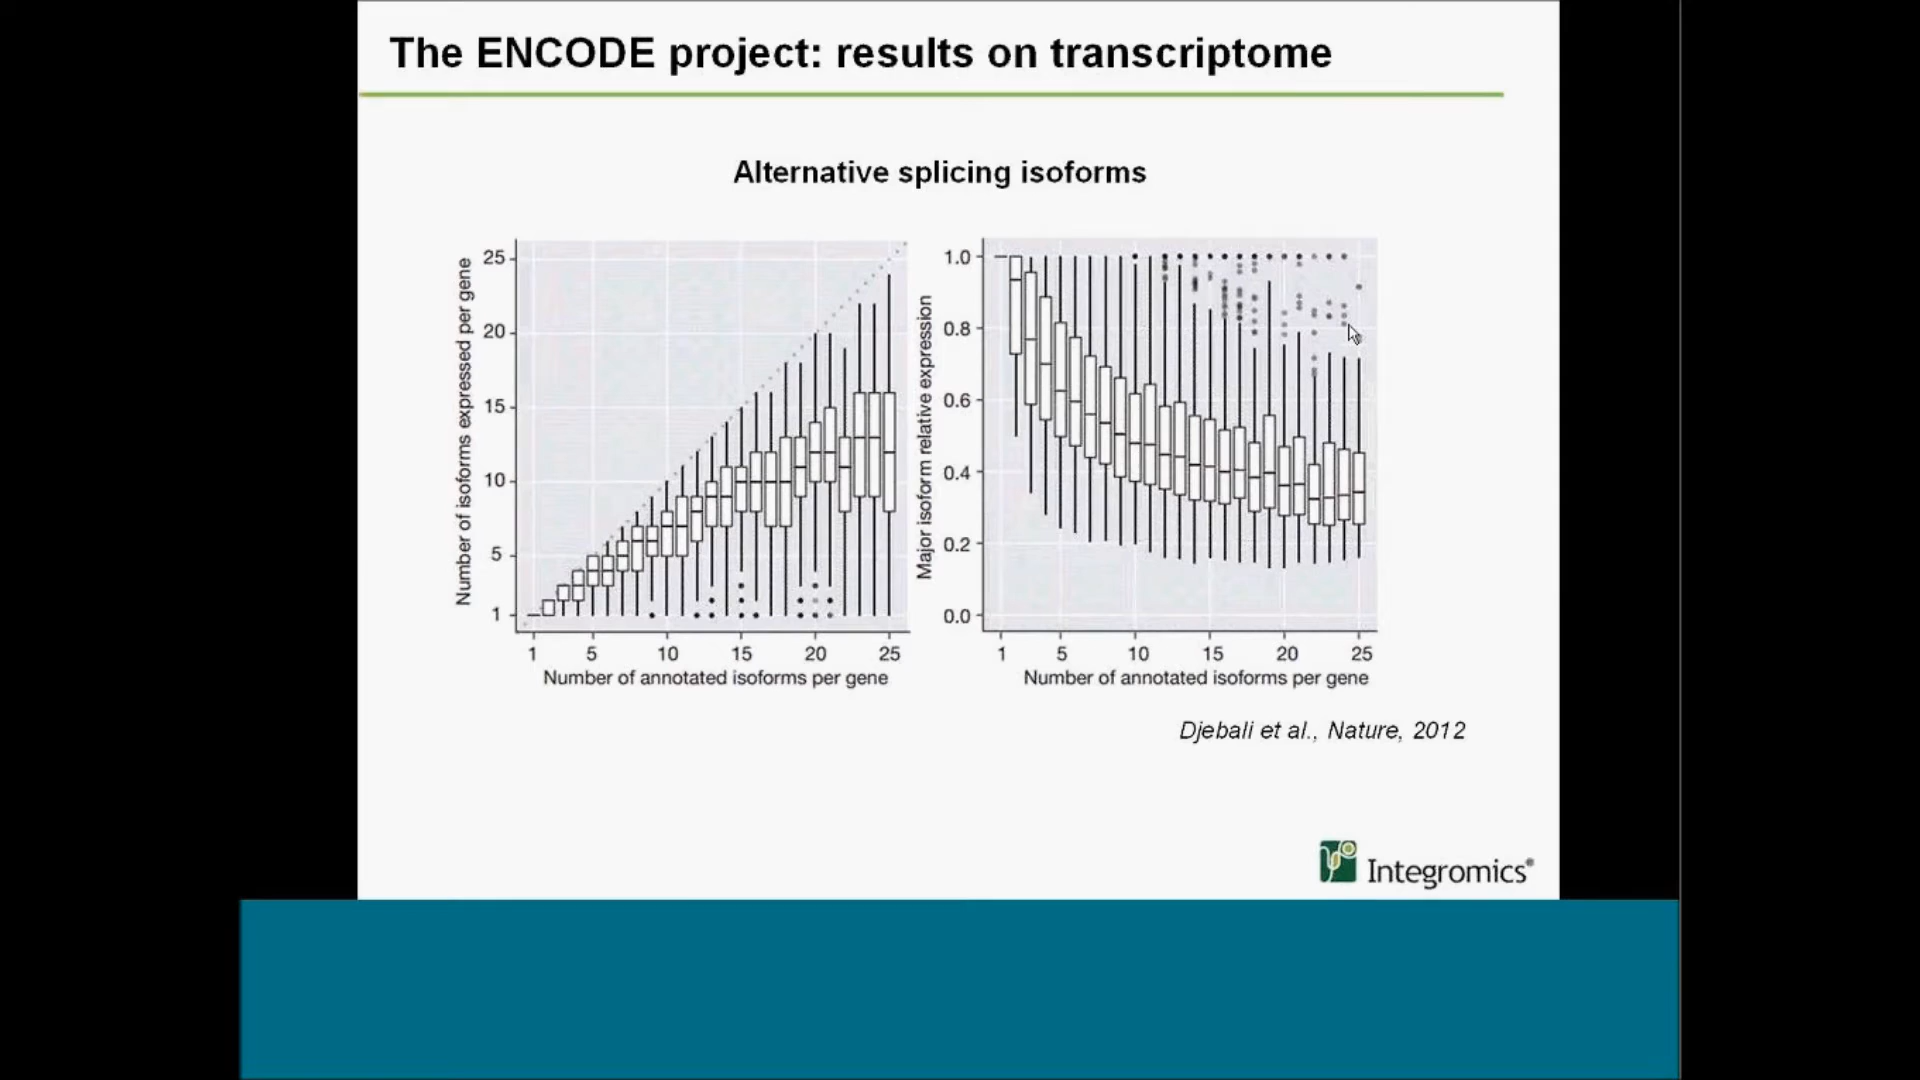 The ENCODE project: results on transcriptome
Alternative splicing isoforms
Number of isoforms expressed per gene
25
20
15
10
5
1
1 5 10 15 20 25
Number of annotated isoforms per gene
Major isoform relative expression
1.0
0.8
0.6
0.4
0.2
0.0
1 5 10 15 20 25
Number of annotated isoforms per gene
Djebali et al., Nature, 2012
Integromics®